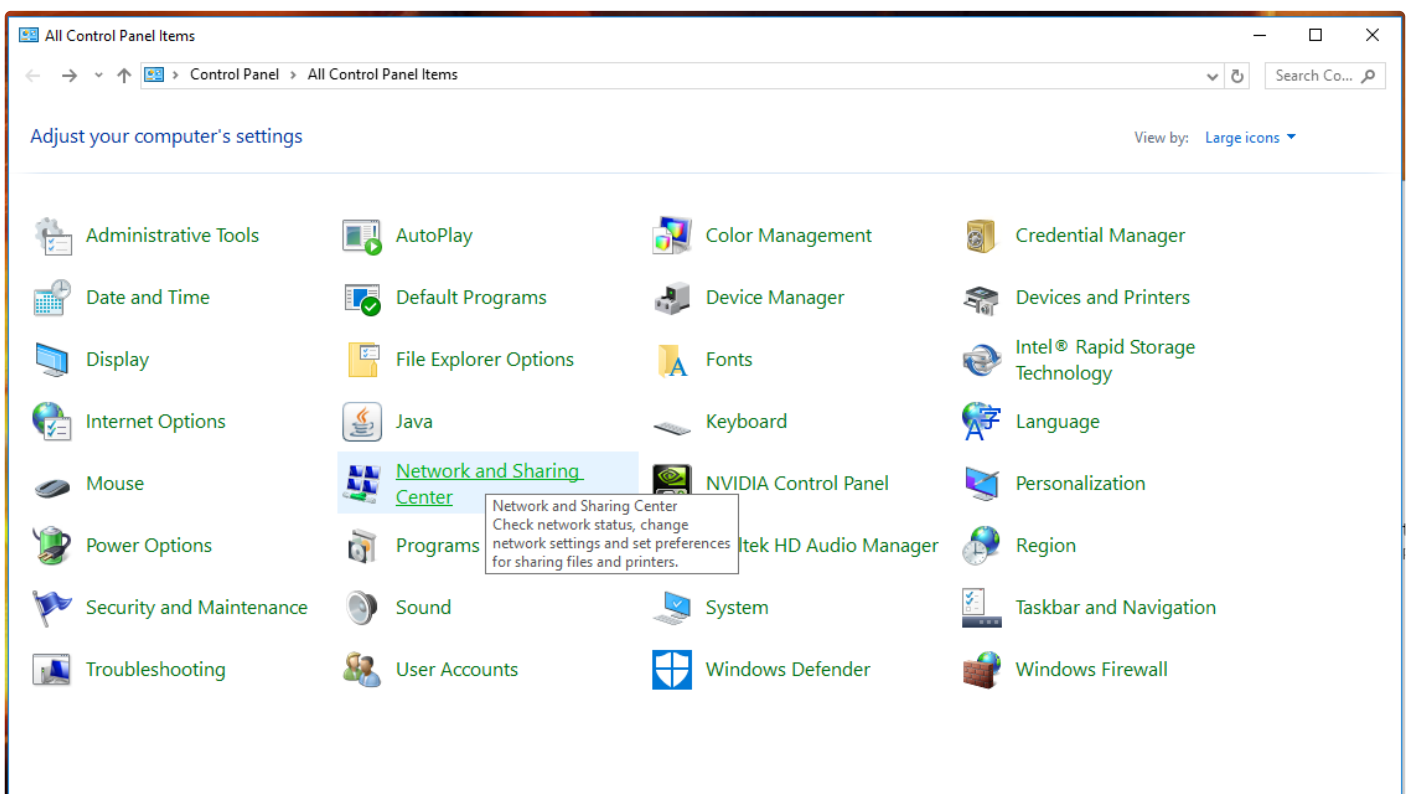 All Control Panel Items
Control Panel > All Control Panel Items
Search Co...
Adjust your computer's settings
View by: Large icons
Administrative Tools
AutoPlay
Color Management
Credential Manager
Date and Time
Default Programs
Device Manager
Devices and Printers
Display
File Explorer Options
Fonts
Intel® Rapid Storage
Technology
Internet Options
Java
Keyboard
Language
Mouse
Network and Sharing
Center
NVIDIA Control Panel
Personalization
Network and Sharing Center
Check network status, change
network settings and set preferences
for sharing files and printers.
Power Options
Programs
ltek HD Audio Manager
Region
Security and Maintenance
Sound
System
Taskbar and Navigation
Troubleshooting
User Accounts
Windows Defender
Windows Firewall